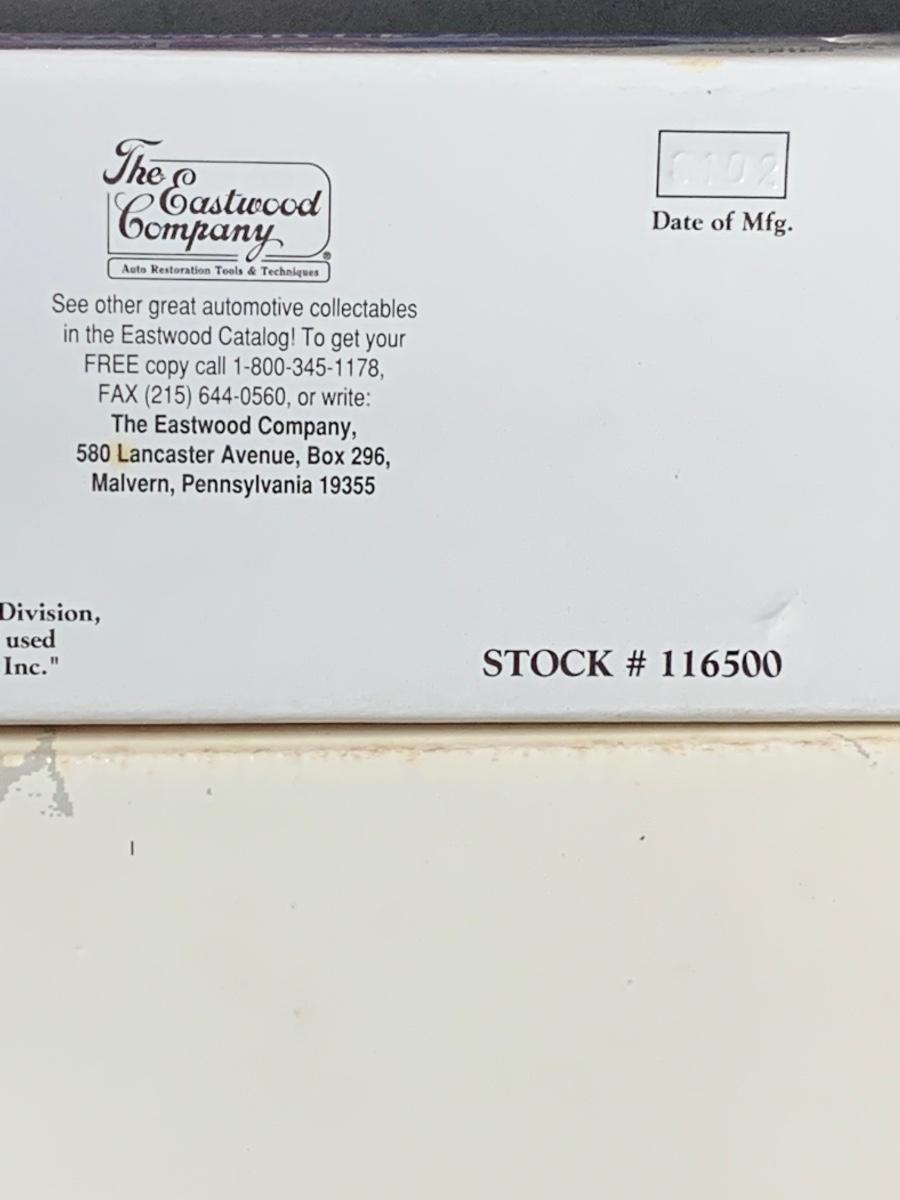 The
Eastwood
Company
®
Auto Restoration Tools & Techniques
See other great automotive collectables
in the Eastwood Catalog! To get your
FREE copy call 1-800-345-1178,
FAX (215) 644-0560, or write:
The Eastwood Company,
580 Lancaster Avenue, Box 296,
Malvern, Pennsylvania 19355
Date of Mfg.
Division,
used
Inc."
STOCK # 116500